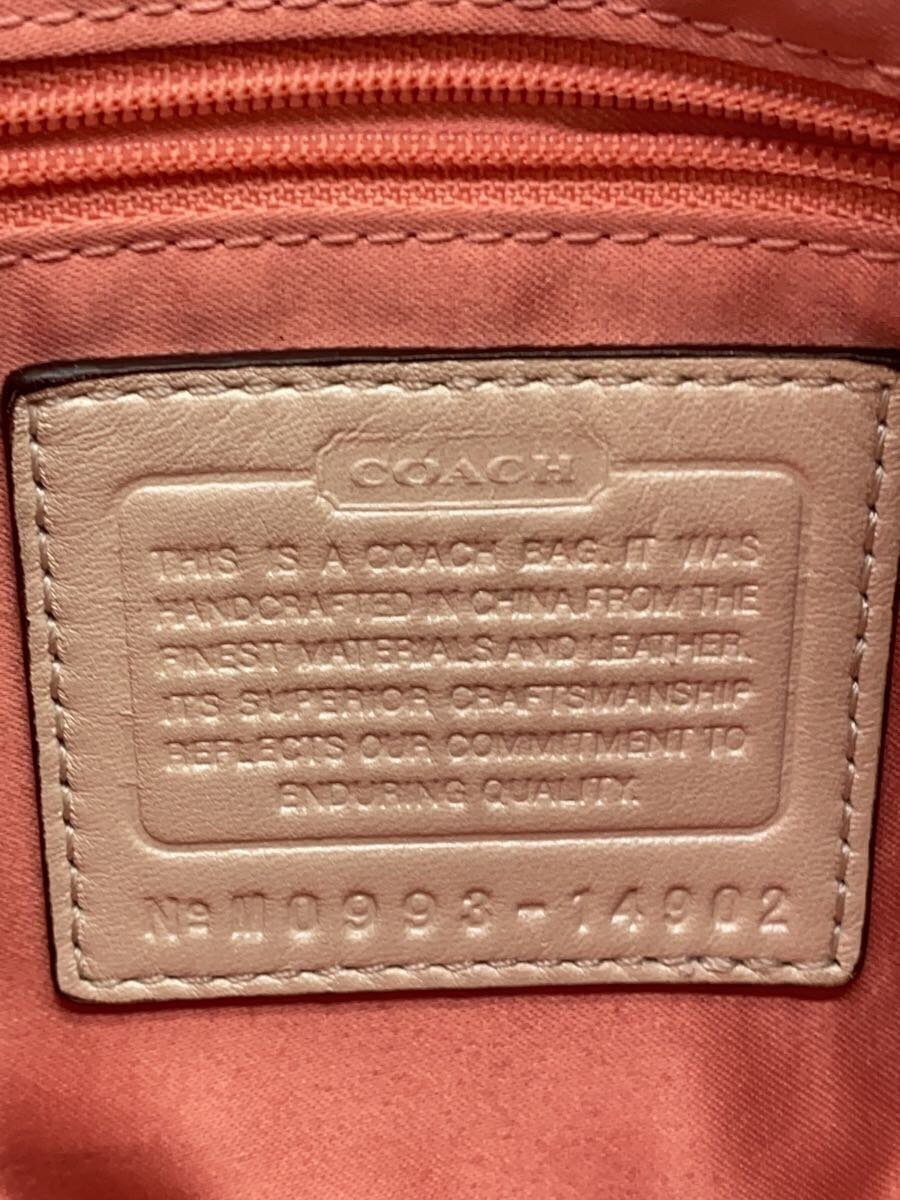 COACH
THIS IS A COACH BAG. IT WAS
HANDCRAFTED IN CHINA FROM THE
FINEST MATERIALS AND LEATHER.
IT'S SUPERIOR CRAFTSMANSHIP
REFLECTS OUR COMMITMENT TO
ENDURING QUALITY.
Nº M0993-14902